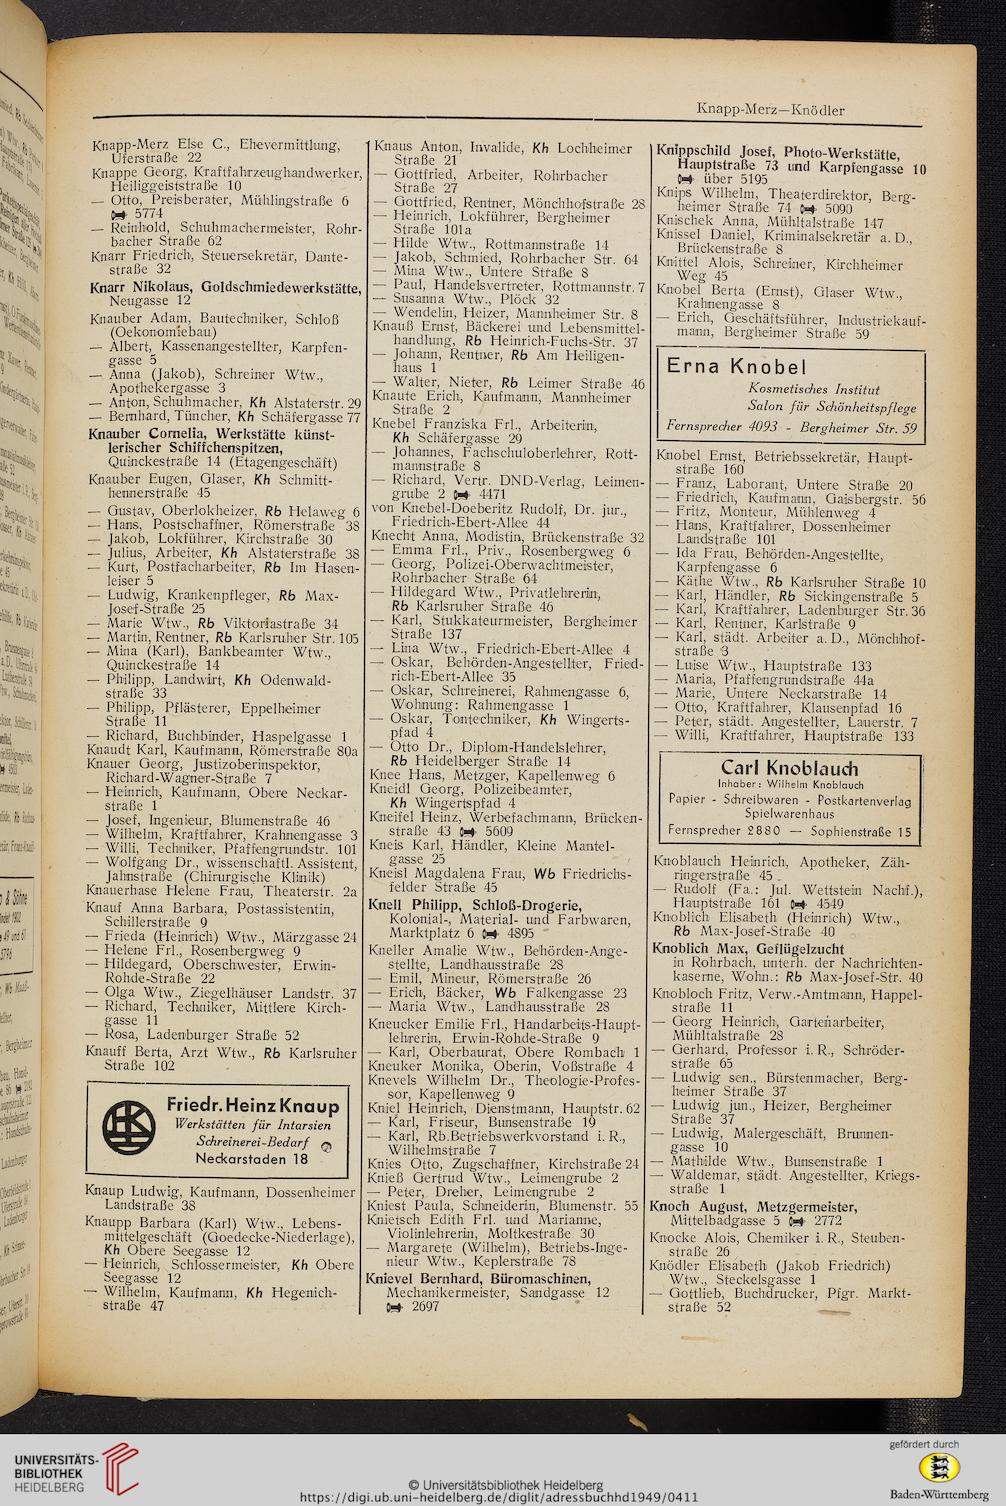 Knapp-Merz—Knödler
Knapp-Merz Else C., Ehevermittlung,
Uferstraße 22
Knappe Georg, Kraftfahrzeughandwerker,
Heiliggeiststraße 10
— Otto, Preisberater, Mühlingstraße 6
5774
— Reinhold, Schuhmachermeister, Rohr-
bacher Straße 62
Knarr Friedrich, Steuersekretär, Dante-
straße 32
Knarr Nikolaus, Goldschmiedewerkstätte,
Neugasse 12
Knauber Adam, Bautechniker, Schloß
(Oekonomiebau)
— Albert, Kassenangestellter, Karpfen-
gasse 5
— Anna (Jakob), Schreiner Wtw.,
Apothekergasse 3
— Anton, Schuhmacher, Kh Alstaterstr. 29
— Bernhard, Tüncher, Kh Schäfergasse 77
Knauber Cornelia, Werkstätte künst-
lerischer Schiffchenspitzen,
Quinckestraße 14 (Etagengeschäft)
Knauber Eugen, Glaser, Kh Schmitt-
hennerstraße 45
— Gustav, Oberlokheizer, Rb Helaweg 6
— Hans, Postschaffner, Römerstraße 38
— Jakob, Lokführer, Kirchstraße 30
— Julius, Arbeiter, Kh Alstaterstraße 38
— Kurt, Postfacharbeiter, Rb Im Hasen-
leiser 5
— Ludwig, Krankenpfleger, Rb Max-
Josef-Straße 25
— Marie Wtw., Rb Viktoriastraße 34
— Martin, Rentner, Rb Karlsruher Str. 105
— Mina (Karl), Bankbeamter Wtw.,
Quinckestraße 14
— Philipp, Landwirt, Kh Odenwald-
straße 33
— Philipp, Pflästerer, Eppelheimer
Straße 11
— Richard, Buchbinder, Haspelgasse 1
Knaudt Karl, Kaufmann, Römerstraße 80a
Knauer Georg, Justizoberinspektor,
Richard-Wagner-Straße 7
— Heinrich, Kaufmann, Obere Neckar-
straße 1
— Josef, Ingenieur, Blumenstraße 46
— Wilhelm, Kraftfahrer, Krahnengasse 3
— Willi, Techniker, Pfaffengrundstr. 101
— Wolfgang Dr., wissenschaftl. Assistent,
Jahnstraße (Chirurgische Klinik)
Knauerhase Helene Frau, Theaterstr. 2a
Knauf Anna Barbara, Postassistentin,
Schillerstraße 9
— Frieda (Heinrich) Wtw., Märzgasse 24
— Helene Frl., Rosenbergweg 9
— Hildegard, Oberschwester, Erwin-
Rohde-Straße 22
— Olga Wtw., Ziegelhäuser Landstr. 37
— Richard, Techniker, Mittlere Kirch-
gasse 11
— Rosa, Ladenburger Straße 52
Knauff Berta, Arzt Wtw., Rb Karlsruher
Straße 102
Friedr. Heinz Knaup
Werkstätten für Intarsien
Schreinerei-Bedarf
Neckarstaden 18
Knaup Ludwig, Kaufmann, Dossenheimer
Landstraße 38
Knaupp Barbara (Karl) Wtw., Lebens-
mittelgeschäft (Goedecke-Niederlage),
Kh Obere Seegasse 12
— Heinrich, Schlossermeister, Kh Obere
Seegasse 12
— Wilhelm, Kaufmann, Kh Hegenich-
straße 47
Knaus Anton, Invalide, Kh Lochheimer
Straße 21
— Gottfried, Arbeiter, Rohrbacher
Straße 27
— Gottfried, Rentner, Mönchhofstraße 28
— Heinrich, Lokführer, Bergheimer
Straße 101a
— Hilde Wtw., Rottmannstraße 14
— Jakob, Schmied, Rohrbacher Str. 64
— Mina Wtw., Untere Straße 8
— Paul, Handelsvertreter, Rottmannstr. 7
— Susanna Wtw., Plöck 32
— Wendelin, Heizer, Mannheimer Str. 8
Knauß Ernst, Bäckerei und Lebensmittel-
handlung, Rb Heinrich-Fuchs-Str. 37
— Johann, Rentner, Rb Am Heiligen-
haus 1
— Walter, Nieter, Rb Leimer Straße 46
Knaute Erich, Kaufmann, Mannheimer
Straße 2
Knebel Franziska Frl., Arbeiterin,
Kh Schäfergasse 29
— Johannes, Fachschuloberlehrer, Rott-
mannstraße 8
— Richard, Vertr. DND-Verlag, Leimen-
grube 2 4471
von Knebel-Doeberitz Rudolf, Dr. jur.,
Friedrich-Ebert-Allee 44
Knecht Anna, Modistin, Brückenstraße 32
— Emma Frl., Priv., Rosenbergweg 6
— Georg, Polizei-Oberwachtmeister,
Rohrbacher Straße 64
— Hildegard Wtw., Privatlehrerin,
Rb Karlsruher Straße 46
— Karl, Stukkateurmeister, Bergheimer
Straße 137
— Lina Wtw., Friedrich-Ebert-Allee 4
— Oskar, Behörden-Angestellter, Fried-
rich-Ebert-Allee 35
— Oskar, Schreinerei, Rahmengasse 6,
Wohnung: Rahmengasse 1
— Oskar, Tontechniker, Kh Wingerts-
pfad 4
— Otto Dr., Diplom-Handelslehrer,
Rb Heidelberger Straße 14
Knee Hans, Metzger, Kapellenweg 6
Kneidl Georg, Polizeibeamter,
Kh Wingertspfad 4
Kneifel Heinz, Werbefachmann, Brücken-
straße 43 5609
Kneis Karl, Händler, Kleine Mantel-
gasse 25
Kneisl Magdalena Frau, Wb Friedrichs-
felder Straße 45
Knell Philipp, Schloß-Drogerie,
Kolonial-, Material- und Farbwaren,
Marktplatz 6 4895
Kneller Amalie Wtw., Behörden-Ange-
stellte, Landhausstraße 28
— Emil, Mineur, Römerstraße 26
— Erich, Bäcker, Wb Falkengasse 23
— Maria Wtw., Landhausstraße 28
Kneucker Emilie Frl., Handarbeits-Haupt-
lehrerin, Erwin-Rohde-Straße 9
— Karl, Oberbaurat, Obere Rombach 1
Kneuker Monika, Oberin, Voßstraße 4
Knevels Wilhelm Dr., Theologie-Profes-
sor, Kapellenweg 9
Kniel Heinrich, Dienstmann, Hauptstr. 62
— Karl, Friseur, Bunsenstraße 19
— Karl, Rb.Betriebswerkvorstand i. R.,
Wilhelmstraße 7
Knies Otto, Zugschaffner, Kirchstraße 24
Knieß Gertrud Wtw., Leimengrube 2
— Peter, Dreher, Leimengrube 2
Kniest Paula, Schneiderin, Blumenstr. 55
Knietsch Edith Frl. und Marianne,
Violinlehrerin, Moltkestraße 30
— Margarete (Wilhelm), Betriebs-Inge-
nieur Wtw., Keplerstraße 78
Knievel Bernhard, Büromaschinen,
Mechanikermeister, Sandgasse 12
2697
Knippschild Josef, Photo-Werkstätte,
Hauptstraße 73 und Karpfengasse 10
über 5195
Knips Wilhelm, Theaterdirektor, Berg-
heimer Straße 74 5090
Knischek Anna, Mühltalstraße 147
Knissel Daniel, Kriminalsekretär a. D.,
Brückenstraße 8
Knittel Alois, Schreiner, Kirchheimer
Weg 45
Knobel Berta (Ernst), Glaser Wtw.,
Krahnengasse 8
— Erich, Geschäftsführer, Industriekauf-
mann, Bergheimer Straße 59
Erna Knobel
Kosmetisches Institut
Salon für Schönheitspflege
Fernsprecher 4093 - Bergheimer Str. 59
Knobel Ernst, Betriebssekretär, Haupt-
straße 160
— Franz, Laborant, Untere Straße 20
— Friedrich, Kaufmann, Gaisbergstr. 56
— Fritz, Monteur, Mühlenweg 4
— Hans, Kraftfahrer, Dossenheimer
Landstraße 101
— Ida Frau, Behörden-Angestellte,
Karpfengasse 6
— Käthe Wtw., Rb Karlsruher Straße 10
— Karl, Händler, Rb Sickingenstraße 5
— Karl, Kraftfahrer, Ladenburger Str. 36
— Karl, Rentner, Karlstraße 9
— Karl, städt. Arbeiter a. D., Mönchhof-
straße 3
— Luise Wtw., Hauptstraße 133
— Maria, Pfaffengrundstraße 44a
— Marie, Untere Neckarstraße 14
— Otto, Kraftfahrer, Klausenpfad 16
— Peter, städt. Angestellter, Lauerstr. 7
— Willi, Kraftfahrer, Hauptstraße 133
Carl Knoblauch
Inhaber: Wilhelm Knoblauch
Papier - Schreibwaren - Postkartenverlag
Spielwarenhaus
Fernsprecher 2880 — Sophienstraße 15
Knoblauch Heinrich, Apotheker, Zäh-
ringerstraße 45
— Rudolf (Fa.: Jul. Wettstein Nachf.),
Hauptstraße 161 4549
Knoblich Elisabeth (Heinrich) Wtw.,
Rb Max-Josef-Straße 40
Knoblich Max, Geflügelzucht
in Rohrbach, unterh. der Nachrichten-
kaserne, Wohn.: Rb Max-Josef-Str. 40
Knobloch Fritz, Verw.-Amtmann, Happel-
straße 11
— Georg Heinrich, Gartenarbeiter,
Mühltalstraße 28
— Gerhard, Professor i. R., Schröder-
straße 65
— Ludwig sen., Bürstenmacher, Berg-
heimer Straße 37
— Ludwig jun., Heizer, Bergheimer
Straße 37
— Ludwig, Malergeschäft, Brunnen-
gasse 10
— Mathilde Wtw., Bunsenstraße 1
— Waldemar, städt. Angestellter, Kriegs-
straße 1
Knoch August, Metzgermeister,
Mittelbadgasse 5 2772
Knocke Alois, Chemiker i. R., Steuben-
straße 26
Knödler Elisabeth (Jakob Friedrich)
Wtw., Steckelsgasse 1
— Gottlieb, Buchdrucker, Pfgr. Markt-
straße 52
UNIVERSITÄTS-
BIBLIOTHEK
HEIDELBERG
© Universitätsbibliothek Heidelberg
https://digi.ub.uni-heidelberg.de/diglit/adressbuchhd1949/0411
gefördert durch
Baden-Württemberg